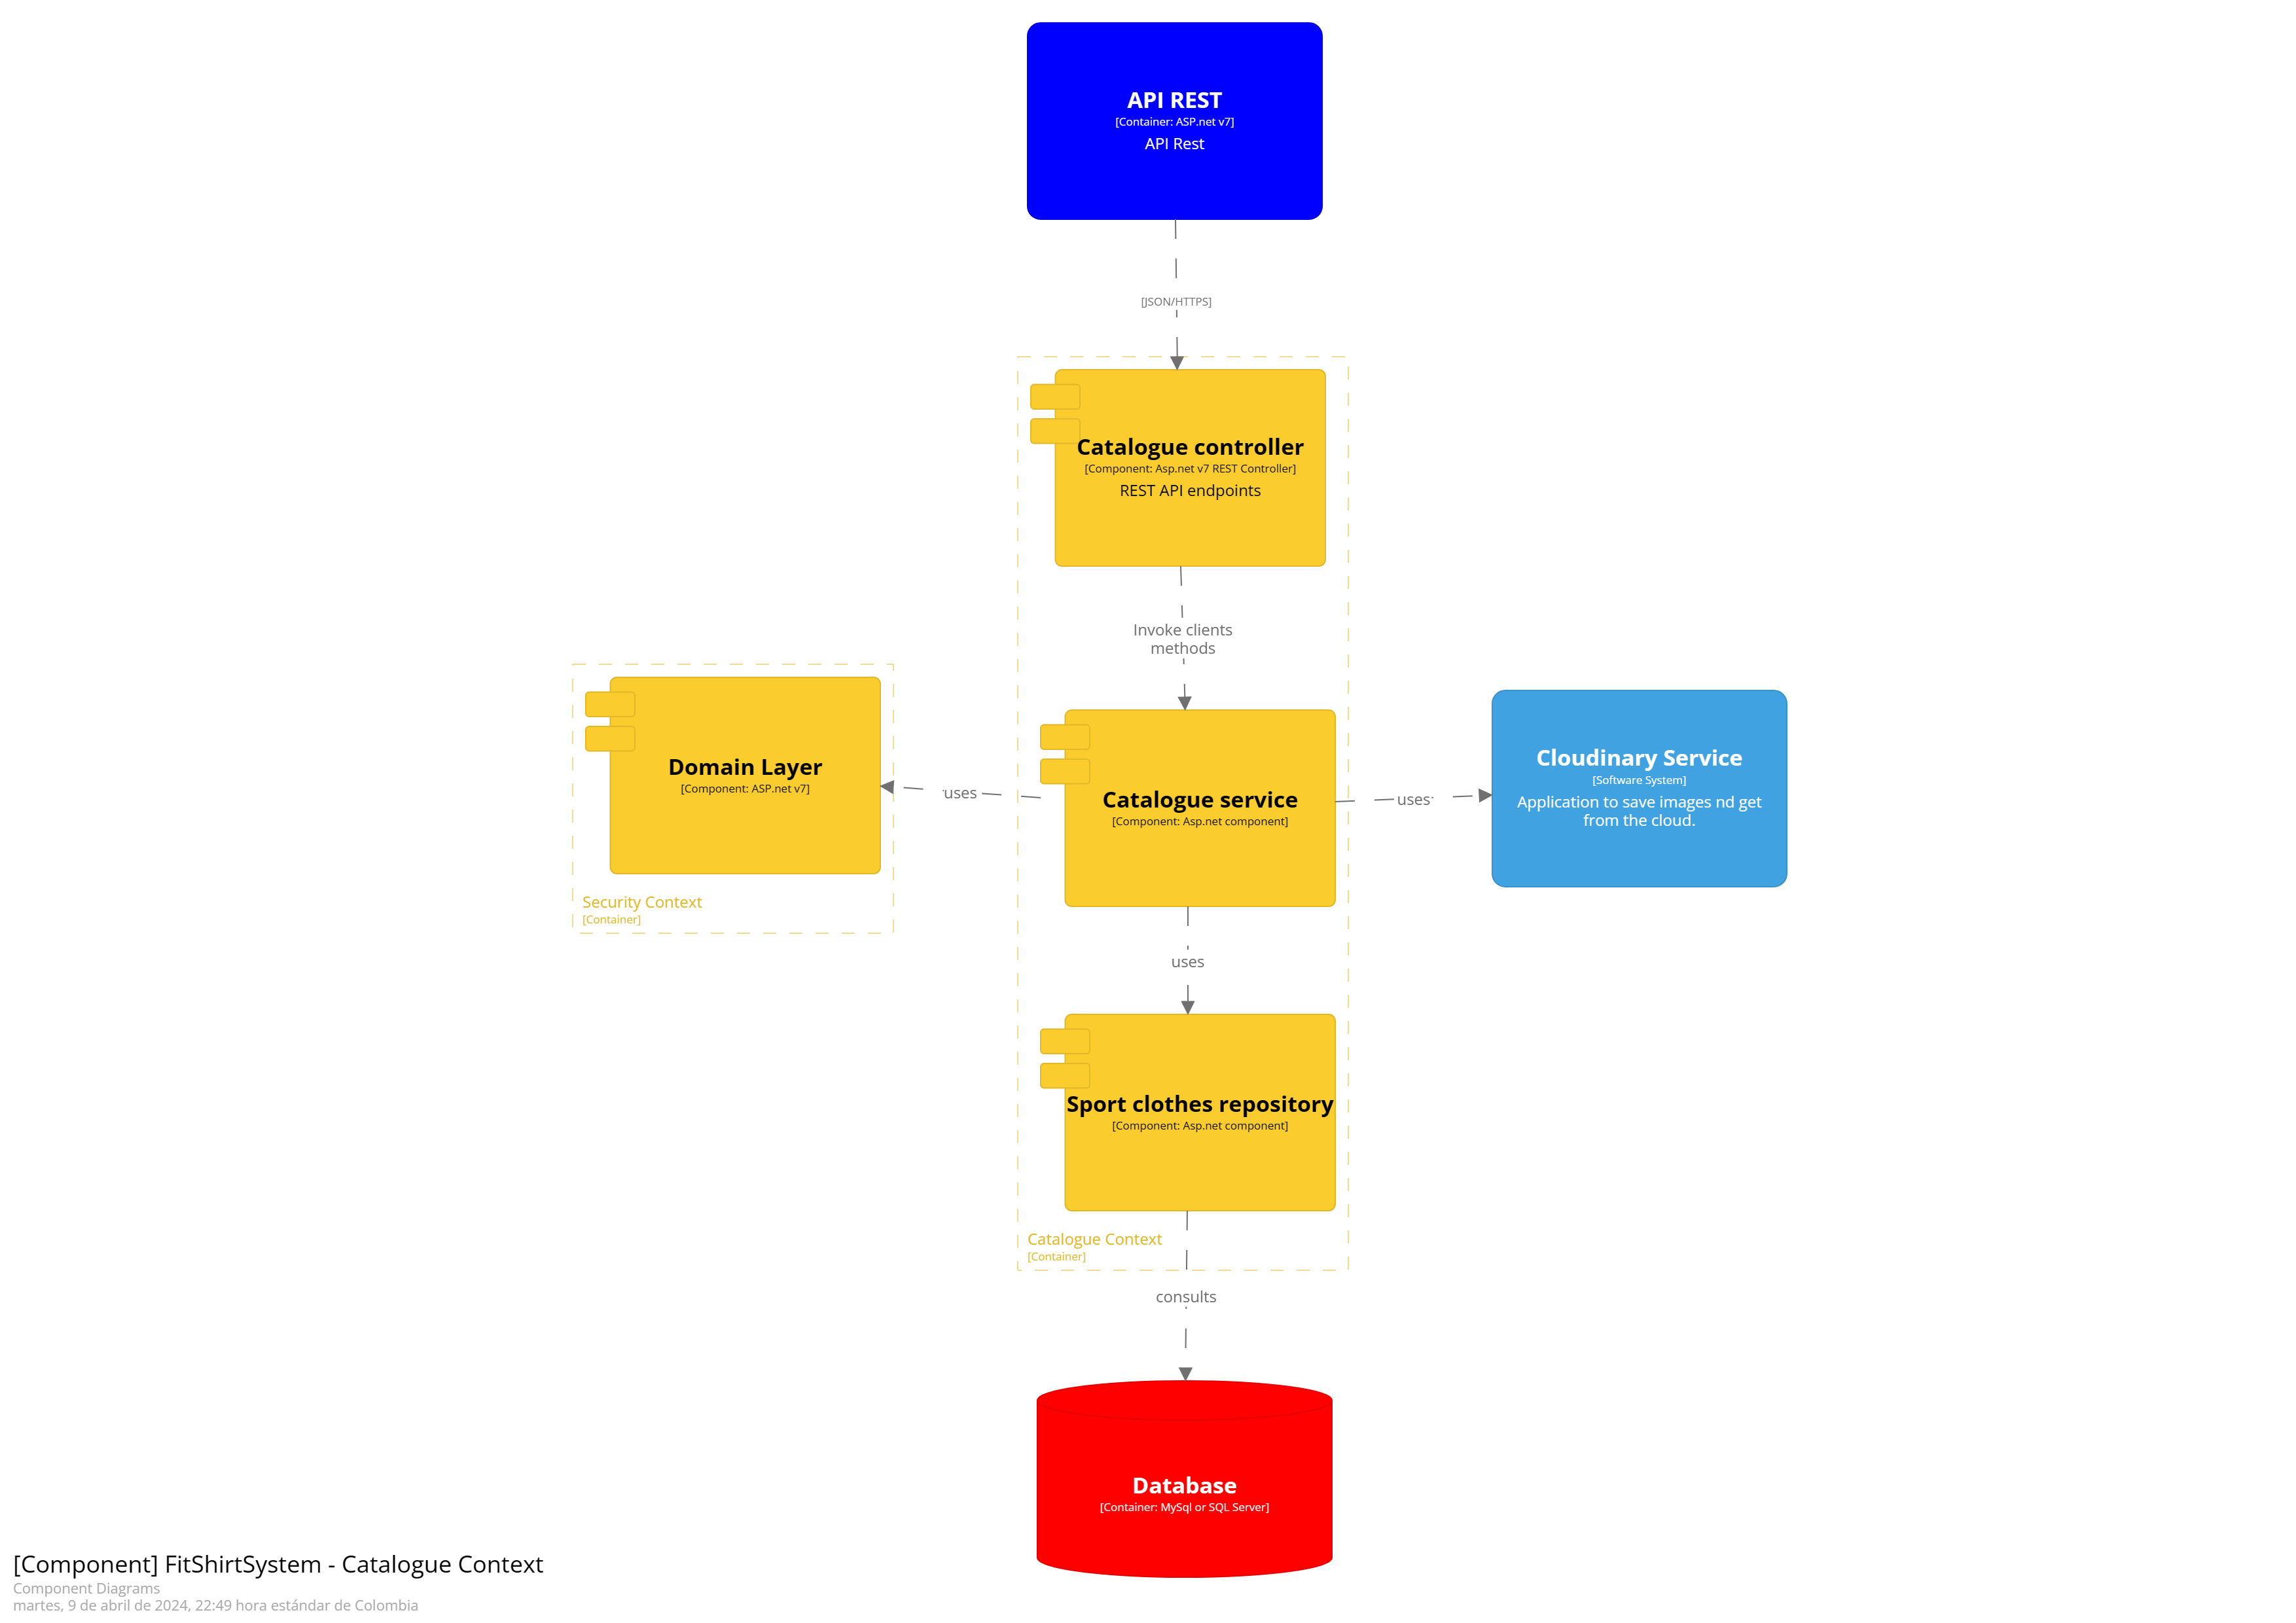 API REST
[Container: ASP.net v7]
API Rest
[JSON/HTTPS]
Catalogue controller
[Component: Asp.net v7 REST Controller]
REST API endpoints
Invoke clients
methods
Domain Layer
[Component: ASP.net v7]
Security Context
[Container]
uses
Catalogue service
[Component: Asp.net component]
uses
Cloudinary Service
[Software System]
Application to save images nd get
from the cloud.
uses
Sport clothes repository
[Component: Asp.net component]
Catalogue Context
[Container]
consults
Database
[Container: MySql or SQL Server]
[Component] FitShirtSystem - Catalogue Context
Component Diagrams
martes, 9 de abril de 2024, 22:49 hora estándar de Colombia